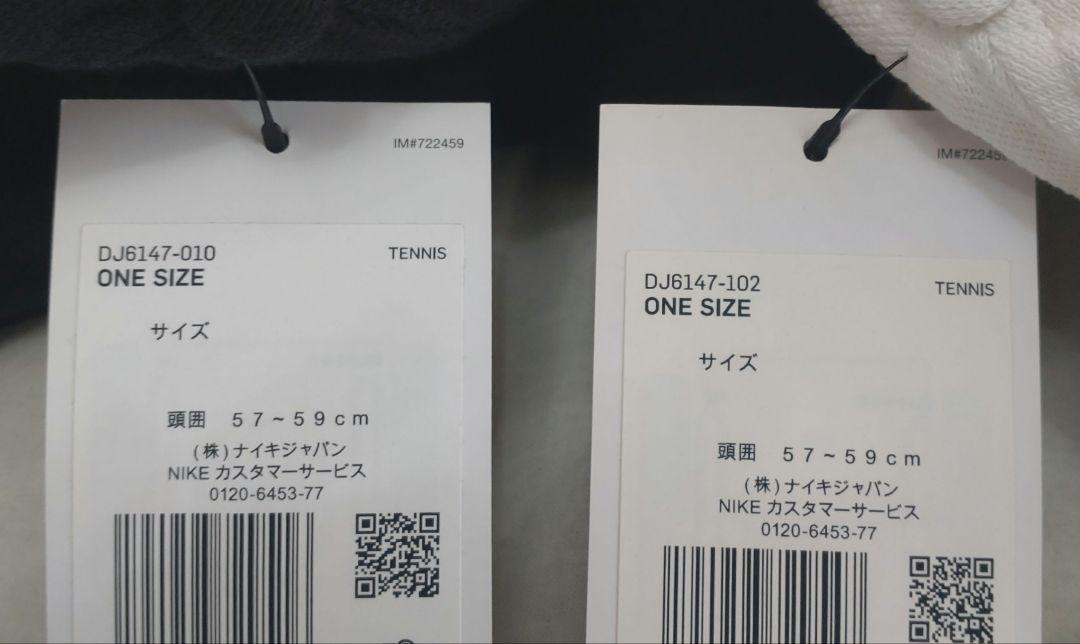 IM#722459
DJ6147-010
TENNIS
ONE SIZE
サイズ
頭囲 57~59cm
(株)ナイキジャパン
NIKE カスタマーサービス
0120-6453-77
IM#72245
DJ6147-102
TENNIS
ONE SIZE
サイズ
頭囲 57~59cm
(株)ナイキジャパン
NIKE カスタマーサービス
0120-6453-77